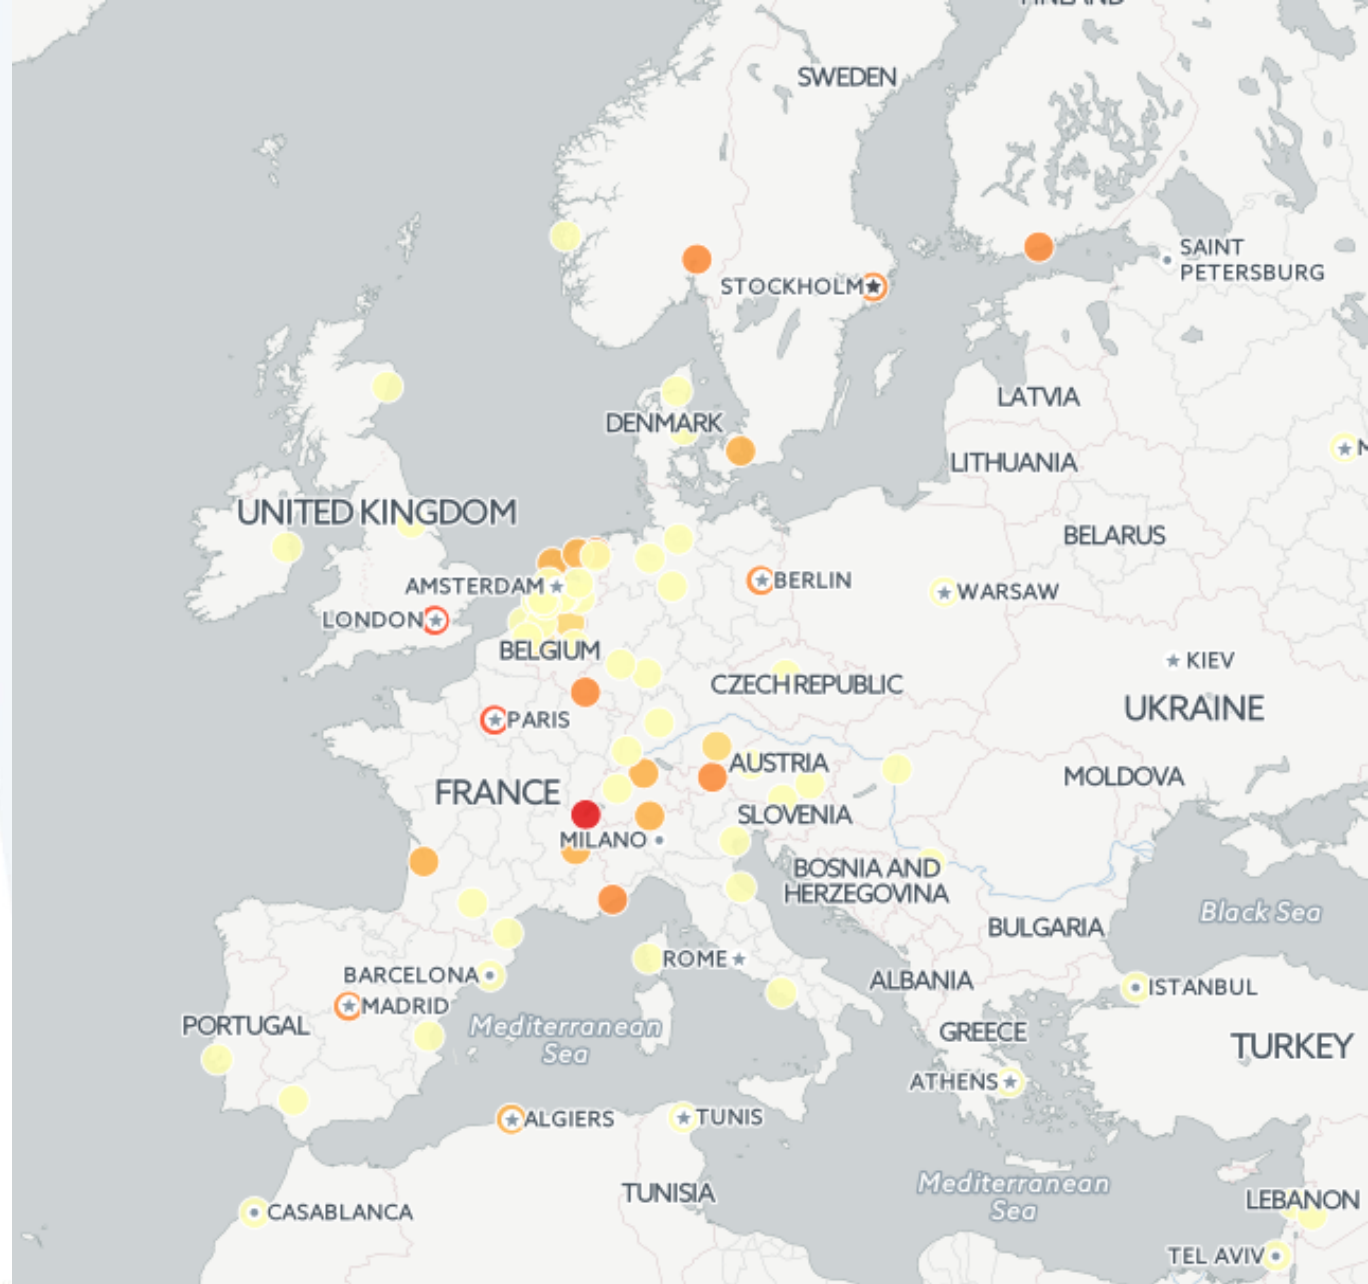 FINLAND
SWEDEN
SAINT
PETERSBURG
STOCKHOLM
LATVIA
DENMARK
M
LITHUANIA
UNITED KINGDOM
BELARUS
AMSTERDAM
BERLIN
WARSAW
LONDON
BELGIUM
KIEV
CZECH REPUBLIC
UKRAINE
PARIS
AUSTRIA
MOLDOVA
FRANCE
SLOVENIA
MILANO
BOSNIA AND
HERZEGOVINA
Black Sea
BULGARIA
ROME
BARCELONA
ALBANIA
ISTANBUL
MADRID
PORTUGAL
Mediterranean
Sea
GREECE
TURKEY
ATHENS
ALGIERS
TUNIS
TUNISIA
Mediterranean
Sea
LEBANON
CASABLANCA
TEL AVIV